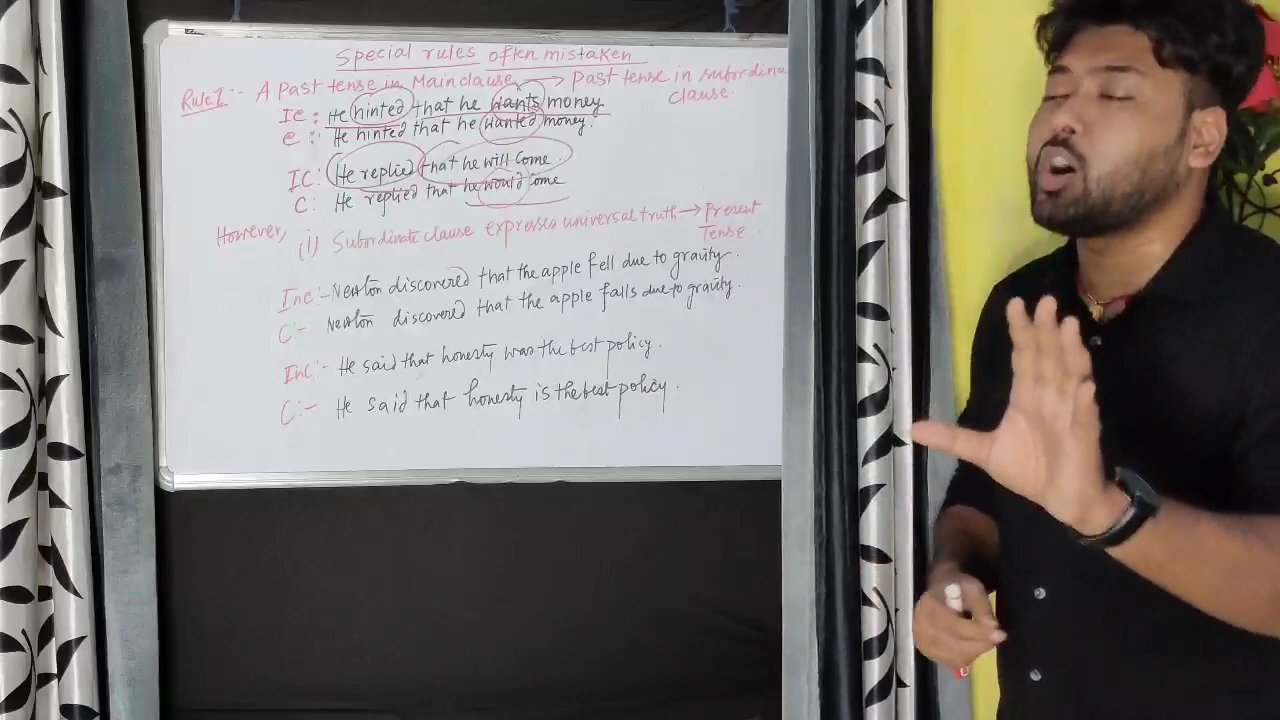 Special rules often mistaken
Rule 1:- A Past tense in Main clause → Past tense in subordina
clause.
Ie: He hinted that he wants money
e: He hinted that he wanted money.
IC: He replied that he will come.
C: He replied that he would come
However, (i) Subordinate clause expresses universal truth → Present
Tense.
Inc:- Newton discovered that the apple fell due to gravity.
C:- Newton discovered that the apple falls due to gravity.
Inc:- He said that honesty was the best policy.
C:- He said that honesty is the best policy.